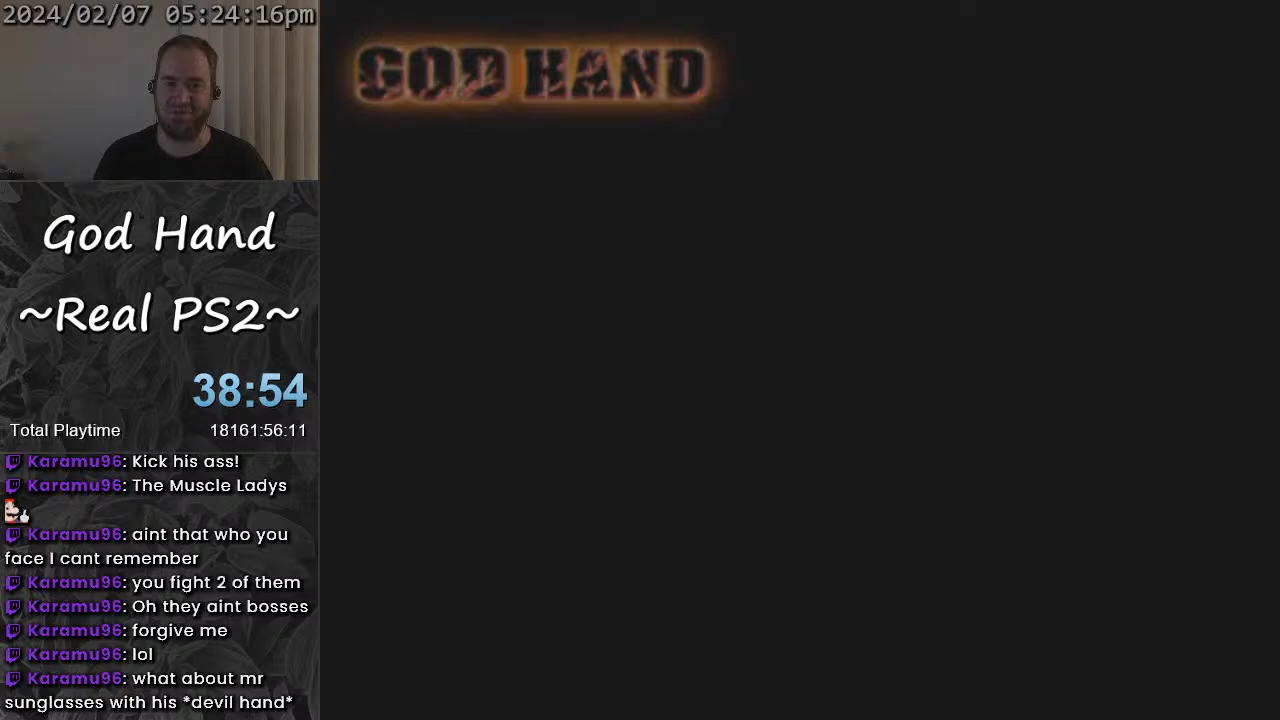 2024/02/07 05:24:16pm
GOD HAND
God Hand
~Real PS2~
38:54
Total Playtime 18161:56:11
Karamu96: Kick his ass!
Karamu96: The Muscle Ladys
Karamu96: aint that who you
face I cant remember
Karamu96: you fight 2 of them
Karamu96: Oh they aint bosses
Karamu96: forgive me
Karamu96: lol
Karamu96: what about mr
sunglasses with his *devil hand*